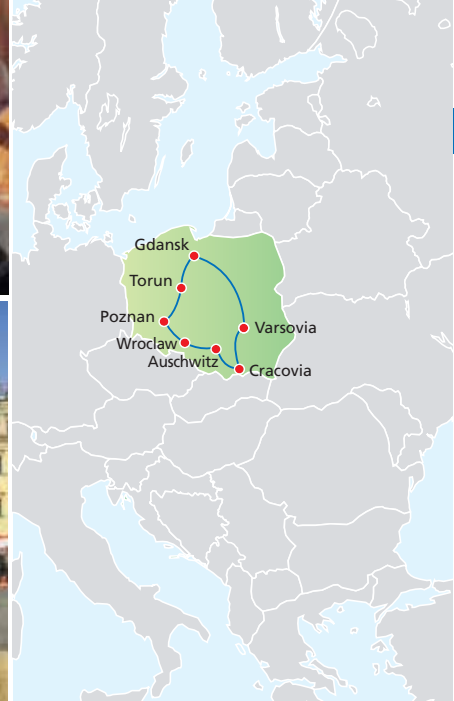 Gdansk
Torun
Poznan
Varsovia
Wroclaw
Auschwitz
Cracovia